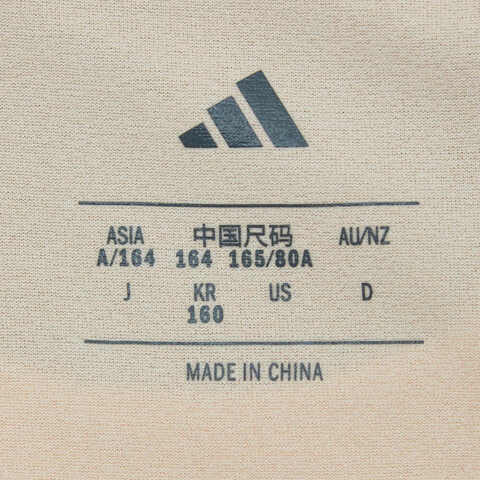 ASIA 中国尺码 AU/NZ
A/164 164 165/80A
J KR US D
160
MADE IN CHINA